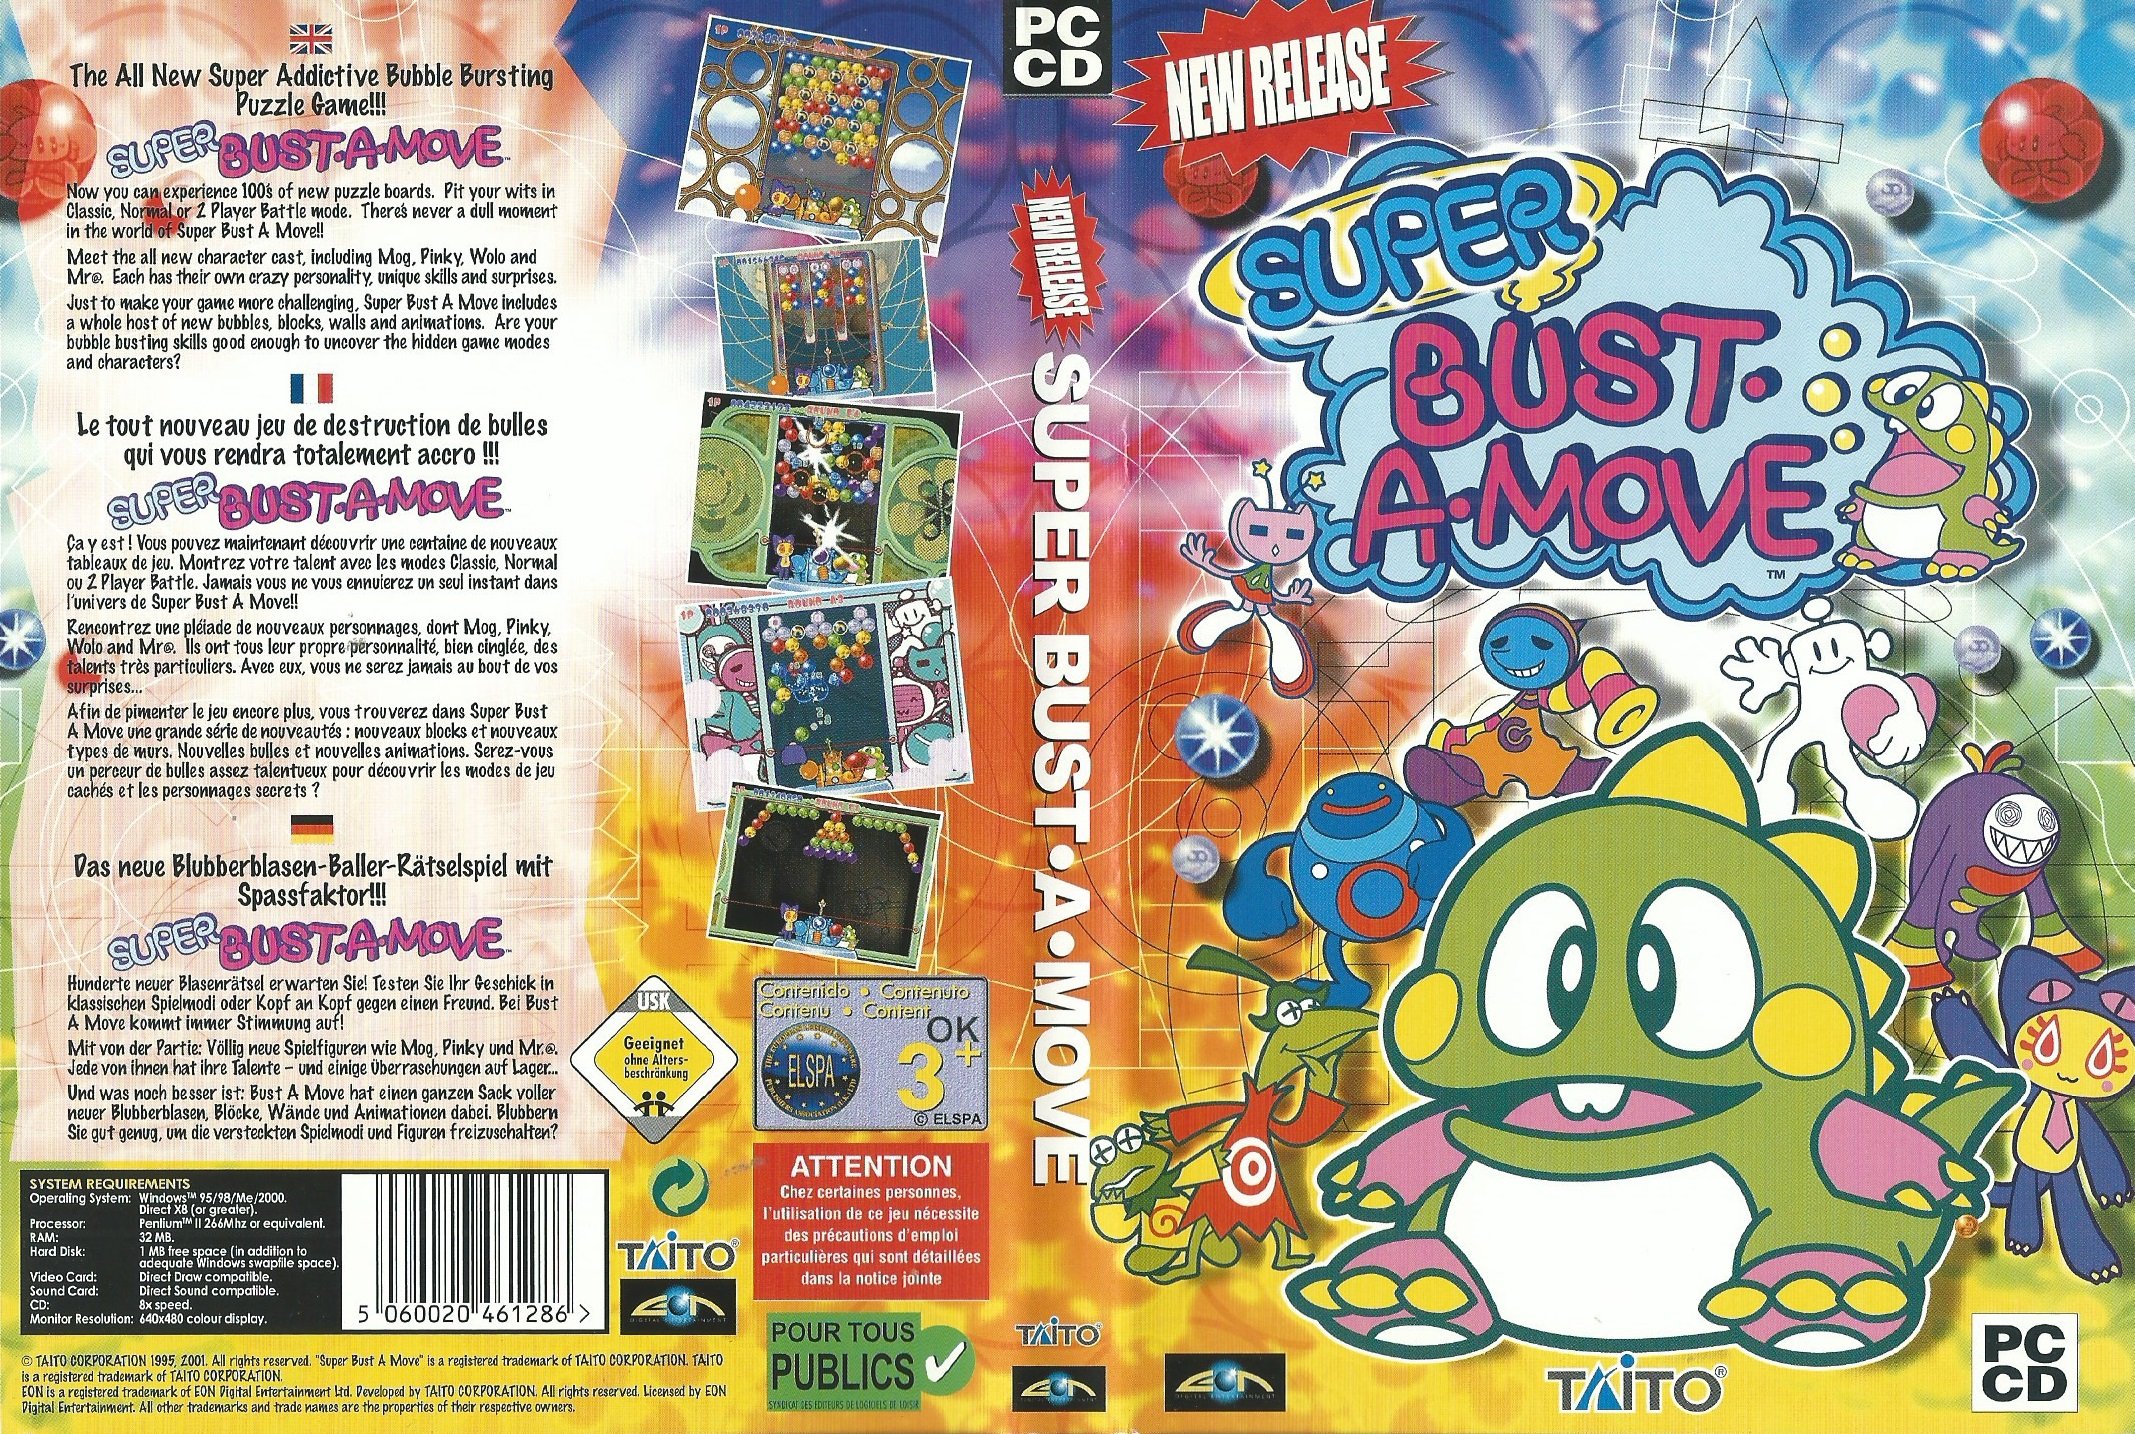 The All New Super Addictive Bubble Bursting
Puzzle Game!!!
SUPER BUST·A·MOVE™
Now you can experience 100's of new puzzle boards. Pit your wits in
Classic, Normal or 2 Player Battle mode. There's never a dull moment
in the world of Super Bust A Move!!
Meet the all new character cast, including Mog, Pinky, Wolo and
Mr@. Each has their own crazy personality, unique skills and surprises.
Just to make your game more challenging, Super Bust A Move includes
a whole host of new bubbles, blocks, walls and animations. Are your
bubble busting skills good enough to uncover the hidden game modes
and characters?
Le tout nouveau jeu de destruction de bulles
qui vous rendra totalement accro !!!
SUPER BUST·A·MOVE™
Ça y est ! Vous pouvez maintenant découvrir une centaine de nouveaux
tableaux de jeu. Montrez votre talent avec les modes Classic, Normal
ou 2 Player Battle. Jamais vous ne vous ennuierez un seul instant dans
l'univers de Super Bust A Move!!
Rencontrez une pléiade de nouveaux personnages, dont Mog, Pinky,
Wolo and Mr@. Ils ont tous leur propre personnalité, bien cinglée, des
talents très particuliers. Avec eux, vous ne serez jamais au bout de vos
surprises...
Afin de pimenter le jeu encore plus, vous trouverez dans Super Bust
A Move une grande série de nouveautés : nouveaux blocks et nouveaux
types de murs. Nouvelles bulles et nouvelles animations. Serez-vous
un perceur de bulles assez talentueux pour découvrir les modes de jeu
cachés et les personnages secrets ?
Das neue Blubberblasen-Baller-Rätselspiel mit
Spassfaktor!!!
SUPER BUST·A·MOVE™
Hunderte neuer Blasenrätsel erwarten Sie! Testen Sie Ihr Geschick in
klassischen Spielmodi oder Kopf an Kopf gegen einen Freund. Bei Bust
A Move kommt immer Stimmung auf!
Mit von der Partie: Völlig neue Spielfiguren wie Mog, Pinky und Mr.@.
Jede von ihnen hat ihre Talente – und einige Überraschungen auf Lager...
Und was noch besser ist: Bust A Move hat einen ganzen Sack voller
neuer Blubberblasen, Blöcke, Wände und Animationen dabei. Blubbern
Sie gut genug, um die versteckten Spielmodi und Figuren freizuschalten?
SYSTEM REQUIREMENTS
Operating System: Windows™ 95/98/Me/2000.
Direct X8 (or greater).
Processor: Pentium™ II 266Mhz or equivalent.
RAM: 32 MB.
Hard Disk: 1 MB free space (in addition to
adequate Windows swapfile space).
Video Card: Direct Draw compatible.
Sound Card: Direct Sound compatible.
CD: 8x speed.
Monitor Resolution: 640x480 colour display.
5 060020 461286 >
© TAITO CORPORATION 1995, 2001. All rights reserved. "Super Bust A Move" is a registered trademark of TAITO CORPORATION. TAITO
is a registered trademark of TAITO CORPORATION.
EON is a registered trademark of EON Digital Entertainment Ltd. Developed by TAITO CORPORATION. All rights reserved. Licensed by EON
Digital Entertainment. All other trademarks and trade names are the properties of their respective owners.
USK
Geeignet
ohne Alters-
beschränkung
Contenido • Contenuto
Contenu • Content
OK
3+
ELSPA
© ELSPA
TAITO®
EON
DIGITAL ENTERTAINMENT
ATTENTION
Chez certaines personnes,
l'utilisation de ce jeu nécessite
des précautions d'emploi
particulières qui sont détaillées
dans la notice jointe
POUR TOUS
PUBLICS
SYNDICAT DES EDITEURS DE LOGICIELS DE LOISIR
PC
CD
NEW RELEASE
SUPER BUST•A•MOVE
TAITO®
EON
NEW RELEASE
SUPER
BUST·
A·MOVE
™
EON
DIGITAL ENTERTAINMENT
TAITO®
PC
CD